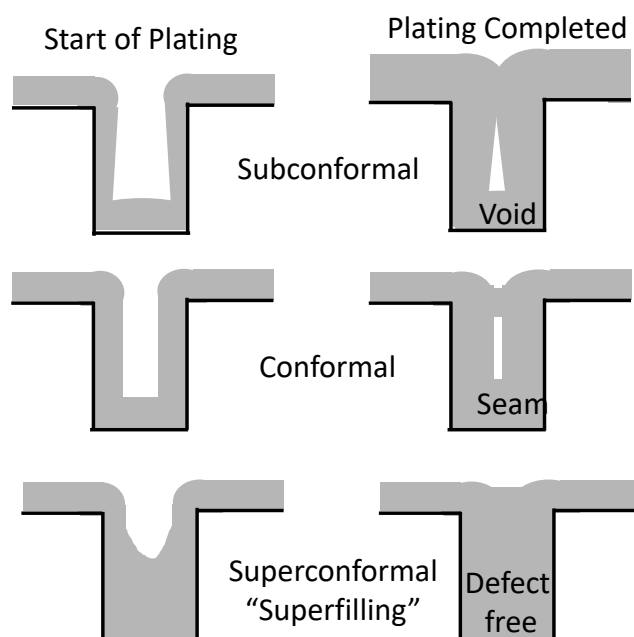 Start of Plating
Plating Completed
Subconformal
Void
Conformal
Seam
Superconformal
“Superfilling”
Defect
free